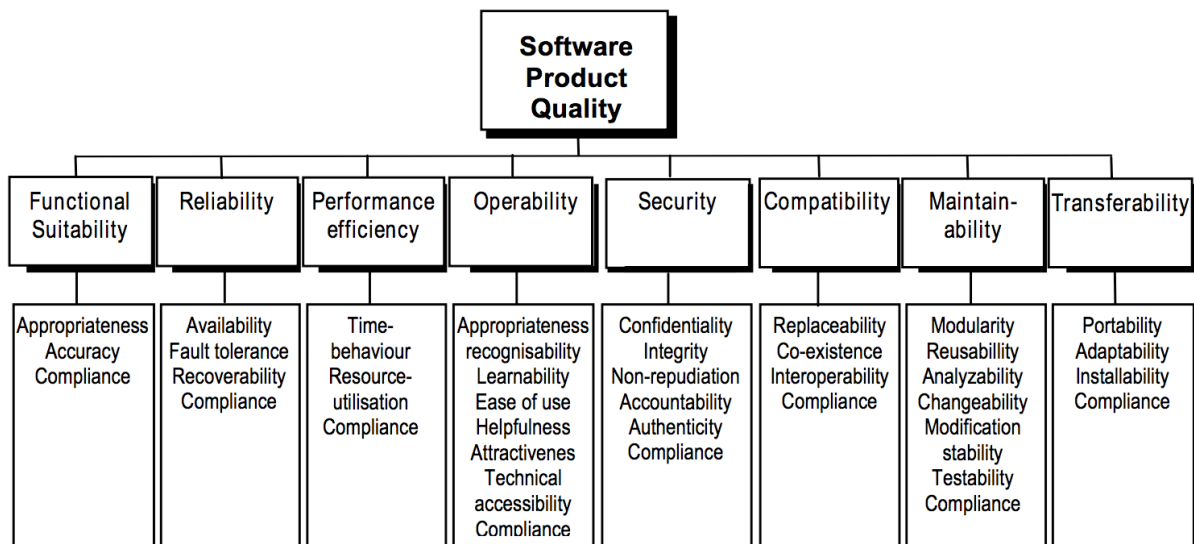 Software
Product
Quality
Functional
Suitability
Reliability
Performance
efficiency
Operability
Security
Compatibility
Maintain-
ability
Transferability
Appropriateness
Accuracy
Compliance
Availability
Fault tolerance
Recoverability
Compliance
Time-
behaviour
Resource-
utilisation
Compliance
Appropriateness
recognisability
Learnability
Ease of use
Helpfulness
Attractivenes
Technical
accessibility
Compliance
Confidentiality
Integrity
Non-repudiation
Accountability
Authenticity
Compliance
Replaceability
Co-existence
Interoperability
Compliance
Modularity
Reusabillity
Analyzability
Changeability
Modification
stability
Testability
Compliance
Portability
Adaptability
Installability
Compliance